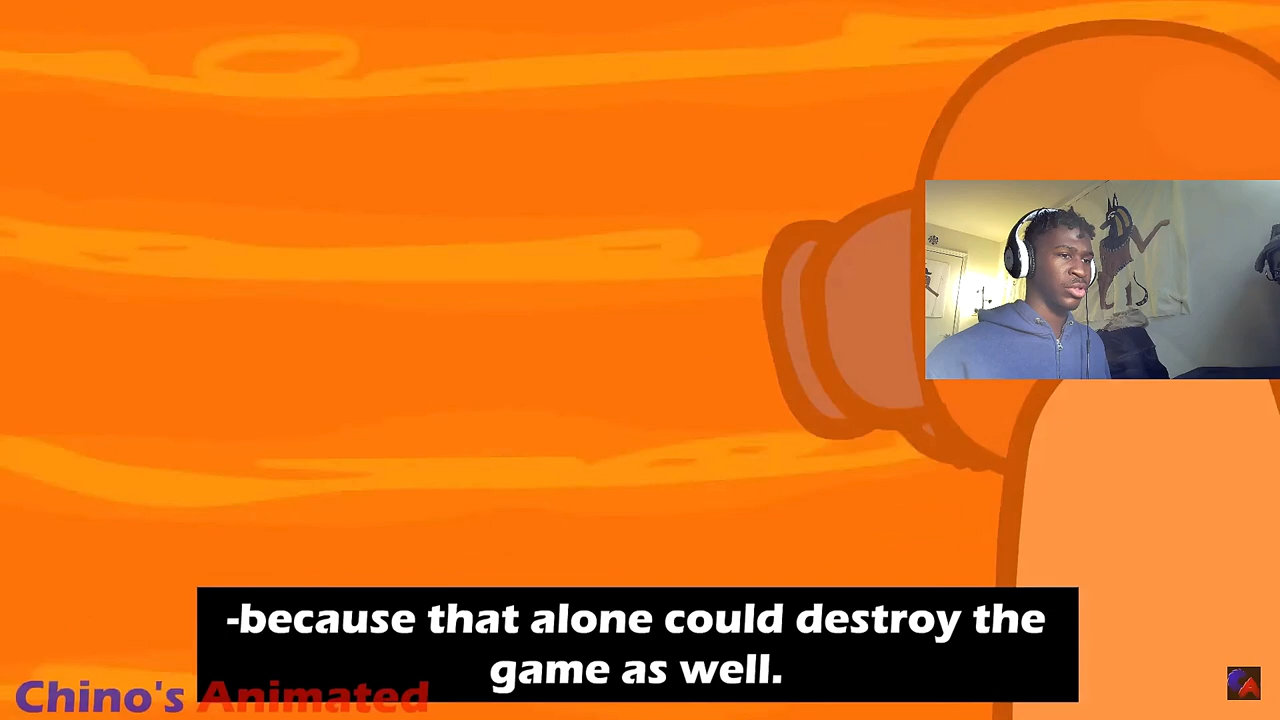 -because that alone could destroy the
game as well.
Chino's Animated